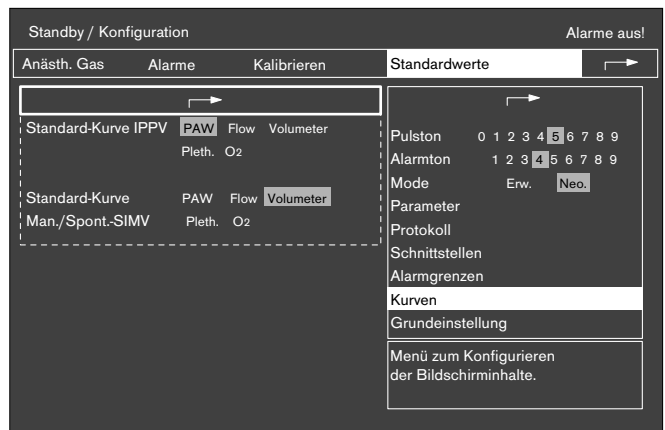 Standby / Konfiguration Alarme aus!
Anästh. Gas Alarme Kalibrieren Standardwerte
Standard-Kurve IPPV PAW Flow Volumeter
Pleth. O2
Standard-Kurve PAW Flow Volumeter
Man./Spont.-SIMV Pleth. O2
Pulston 0 1 2 3 4 5 6 7 8 9
Alarmton 1 2 3 4 5 6 7 8 9
Mode Erw. Neo.
Parameter
Protokoll
Schnittstellen
Alarmgrenzen
Kurven
Grundeinstellung
Menü zum Konfigurieren
der Bildschirminhalte.